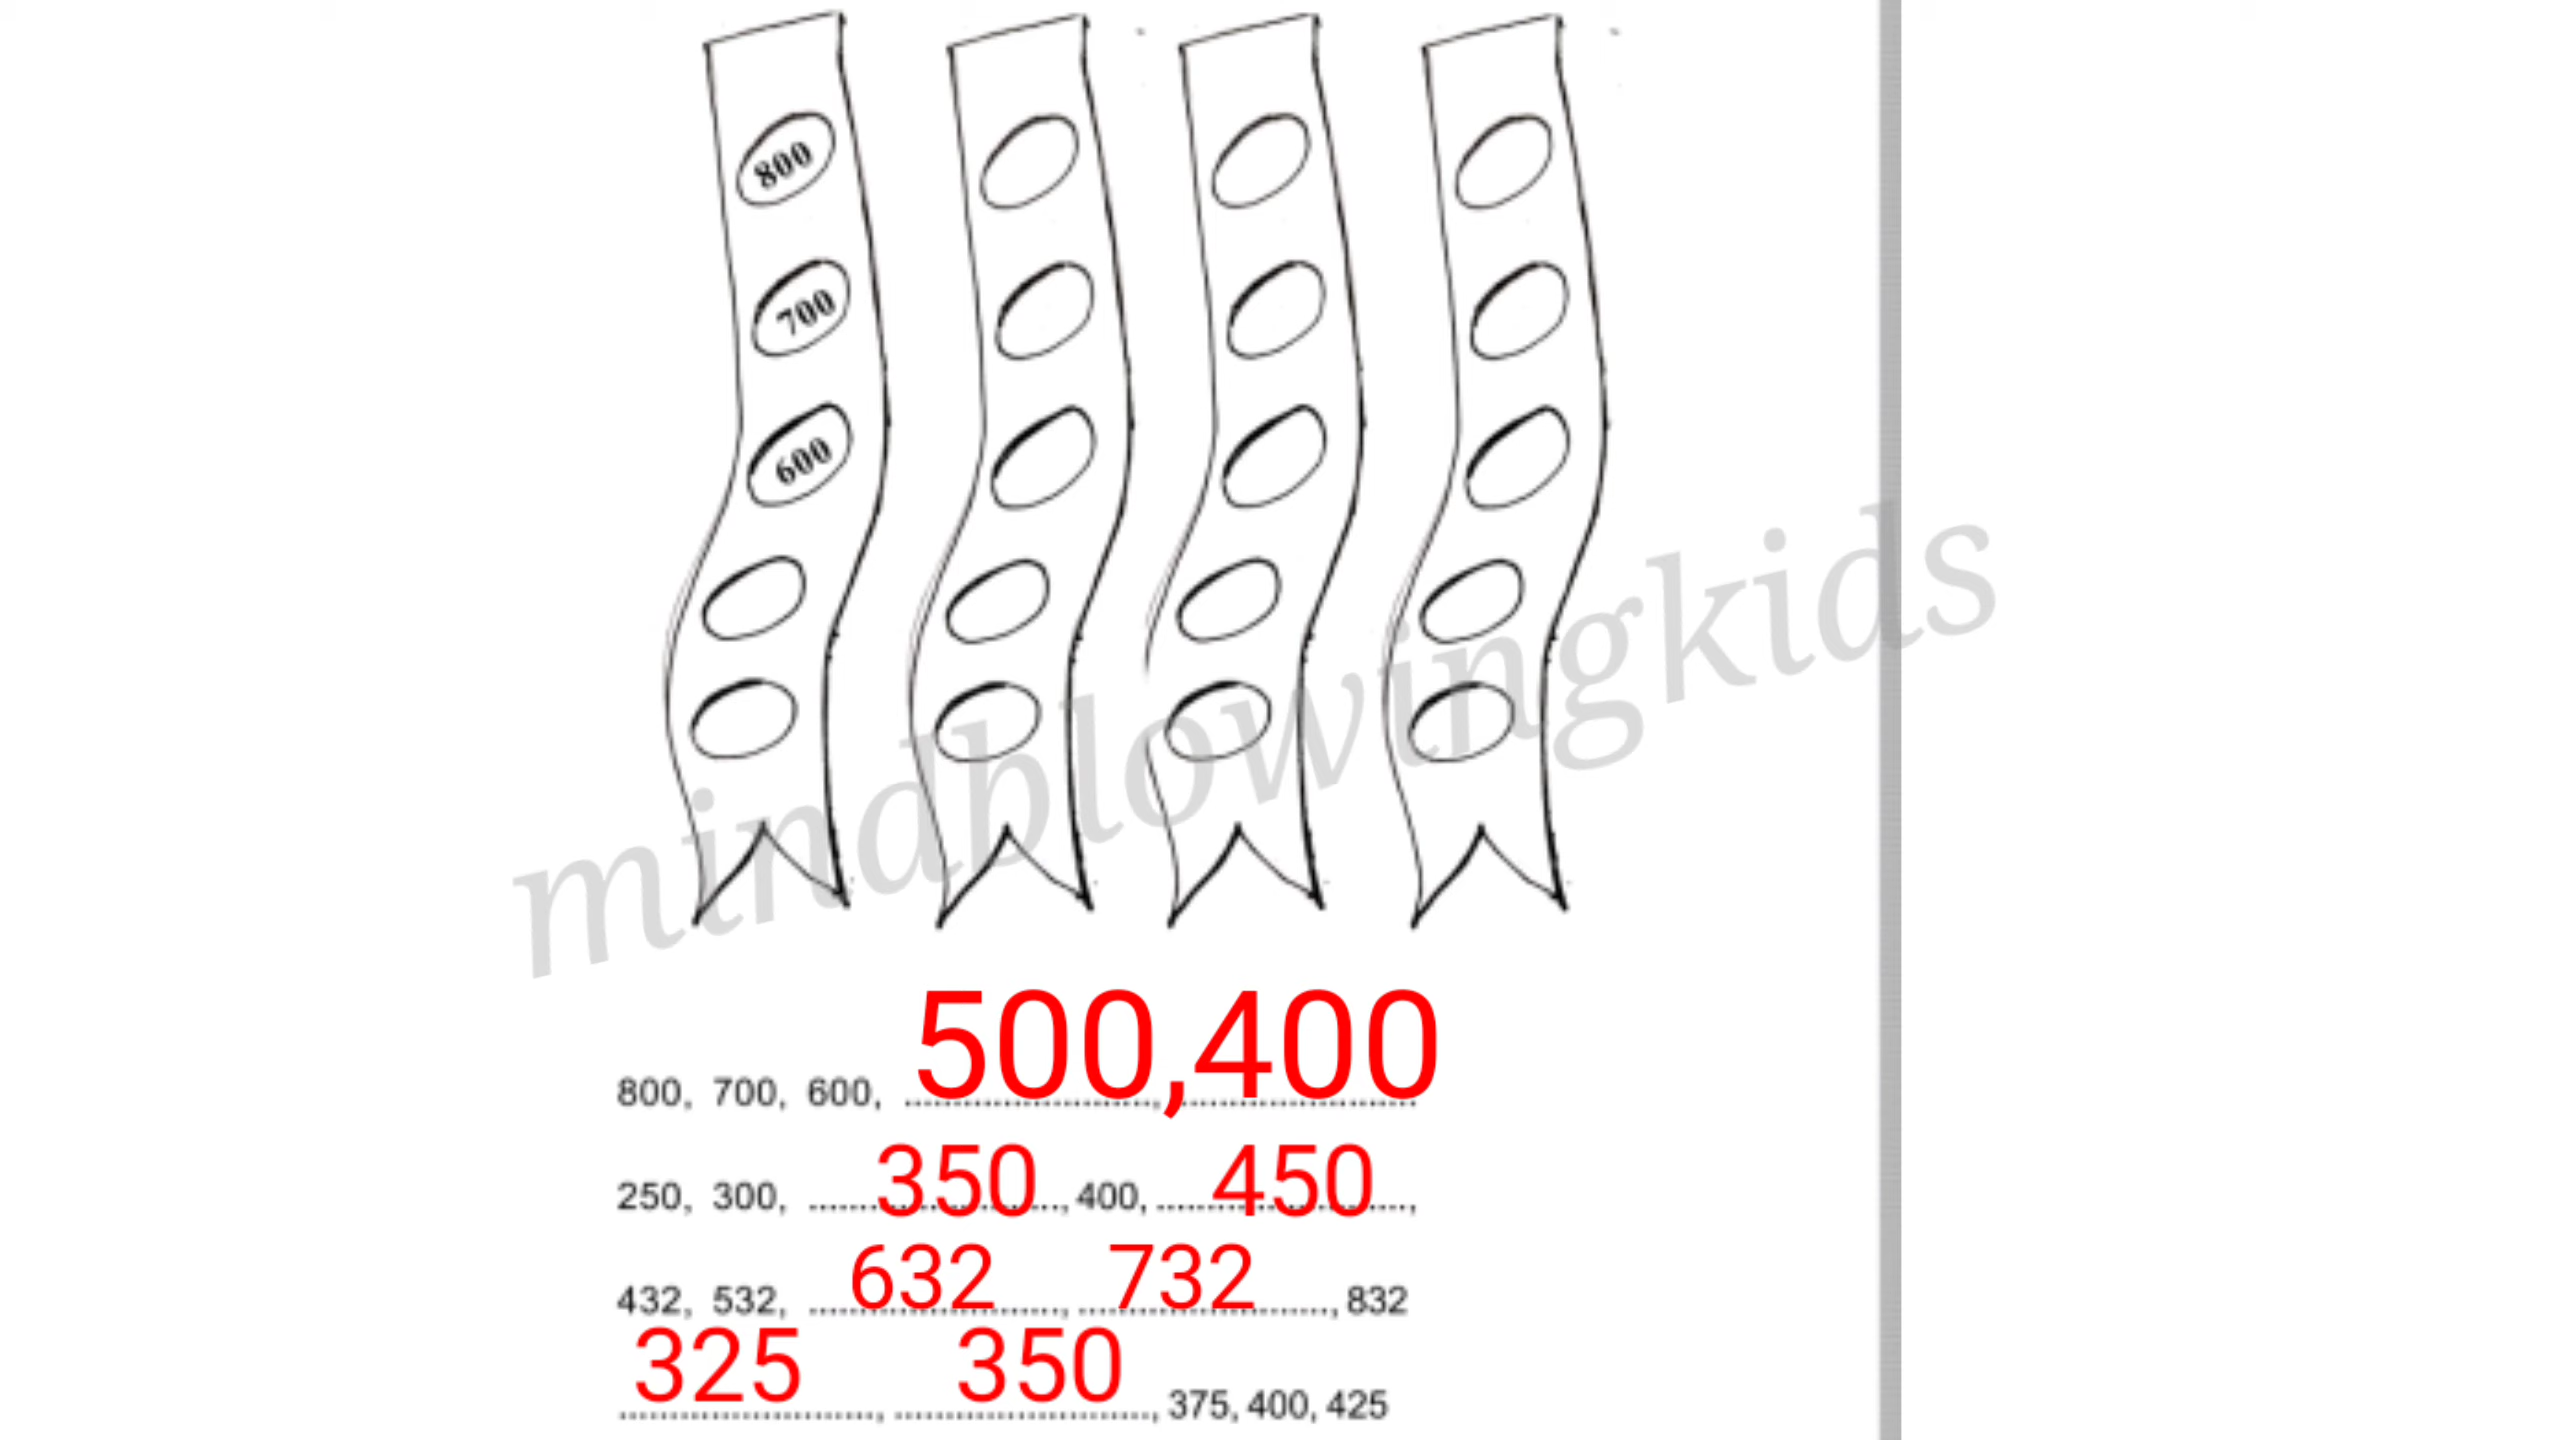 800
700
600
mindblowingkids
800, 700, 600, 500,400
250, 300, 350, 400, 450,
432, 532, 632, 732, 832
325, 350, 375, 400, 425